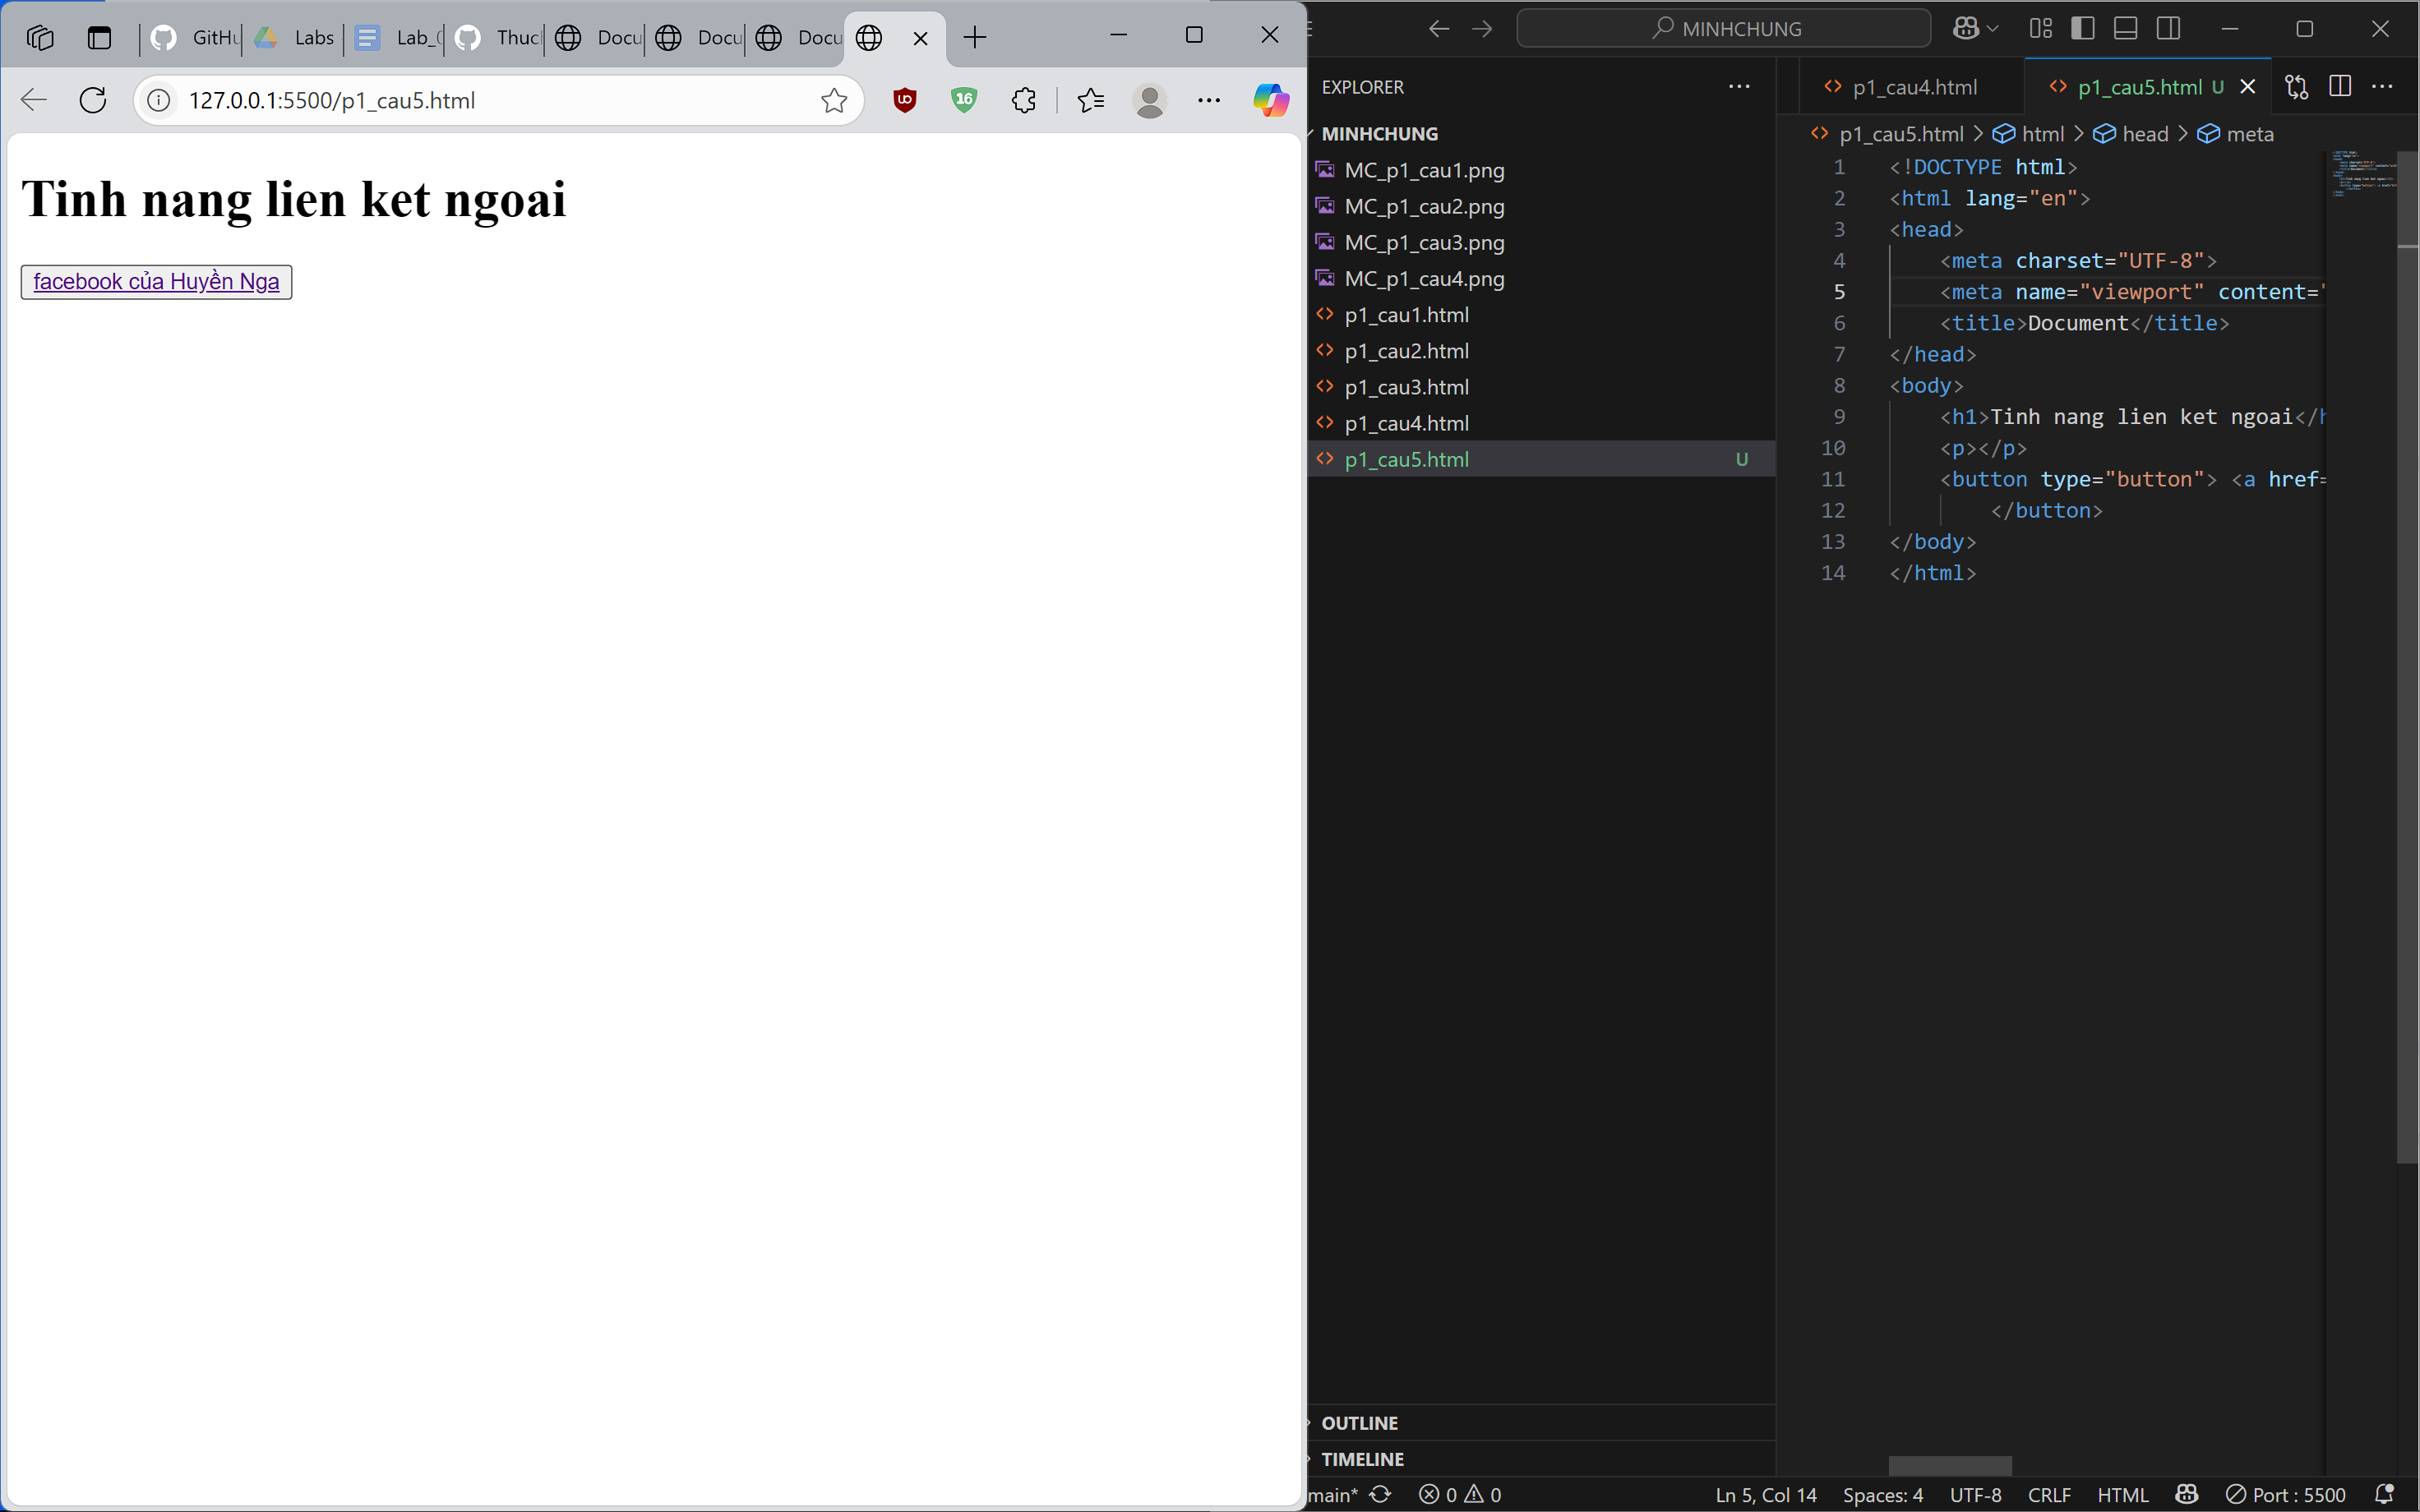 GitHu
Labs
Lab_0
Thuc
Docu
Docu
Docu
127.0.0.1:5500/p1_cau5.html
16
Tinh nang lien ket ngoai
facebook của Huyền Nga
MINHCHUNG
EXPLORER
MINHCHUNG
MC_p1_cau1.png
MC_p1_cau2.png
MC_p1_cau3.png
MC_p1_cau4.png
p1_cau1.html
p1_cau2.html
p1_cau3.html
p1_cau4.html
p1_cau5.html U
OUTLINE
TIMELINE
p1_cau4.html
p1_cau5.html U
p1_cau5.html > html > head > meta
1 <!DOCTYPE html>
2 <html lang="en">
3 <head>
4 <meta charset="UTF-8">
5 <meta name="viewport" content="
6 <title>Document</title>
7 </head>
8 <body>
9 <h1>Tinh nang lien ket ngoai</h
10 <p></p>
11 <button type="button"> <a href=
12 </button>
13 </body>
14 </html>
main* 0 0 Ln 5, Col 14 Spaces: 4 UTF-8 CRLF HTML Port : 5500